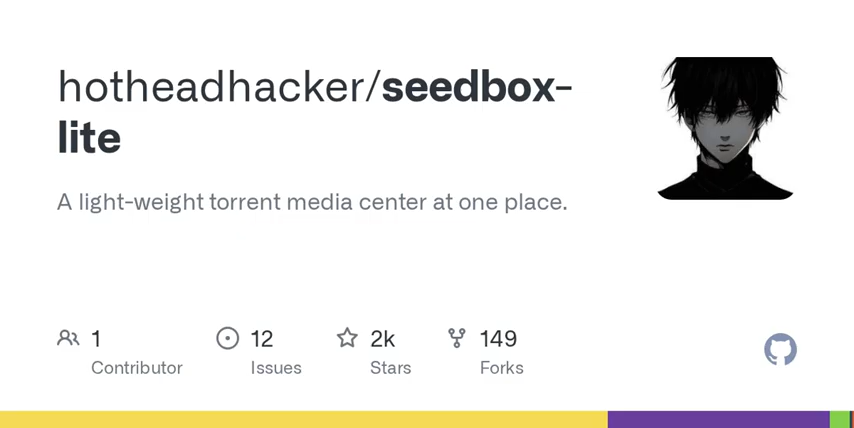 hotheadhacker/seedbox-
lite
A light-weight torrent media center at one place.
1
Contributor
12
Issues
2k
Stars
149
Forks